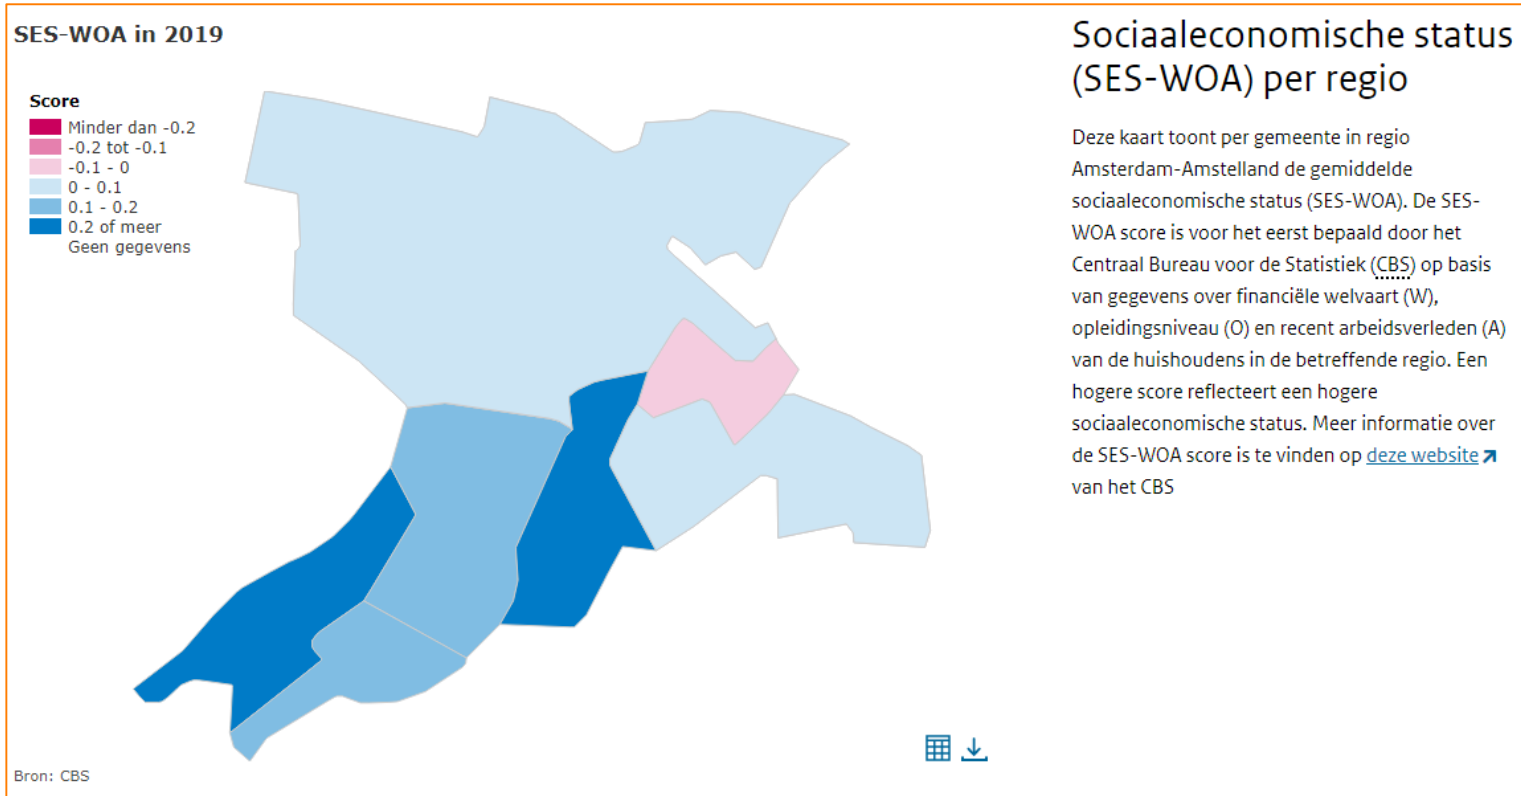 SES-WOA in 2019
Score
Minder dan -0.2
-0.2 tot -0.1
-0.1 - 0
0 - 0.1
0.1 - 0.2
0.2 of meer
Geen gegevens
Bron: CBS
Sociaaleconomische status
(SES-WOA) per regio
Deze kaart toont per gemeente in regio
Amsterdam-Amstelland de gemiddelde
sociaaleconomische status (SES-WOA). De SES-
WOA score is voor het eerst bepaald door het
Centraal Bureau voor de Statistiek (CBS) op basis
van gegevens over financiële welvaart (W),
opleidingsniveau (O) en recent arbeidsverleden (A)
van de huishoudens in de betreffende regio. Een
hogere score reflecteert een hogere
sociaaleconomische status. Meer informatie over
de SES-WOA score is te vinden op deze website
van het CBS